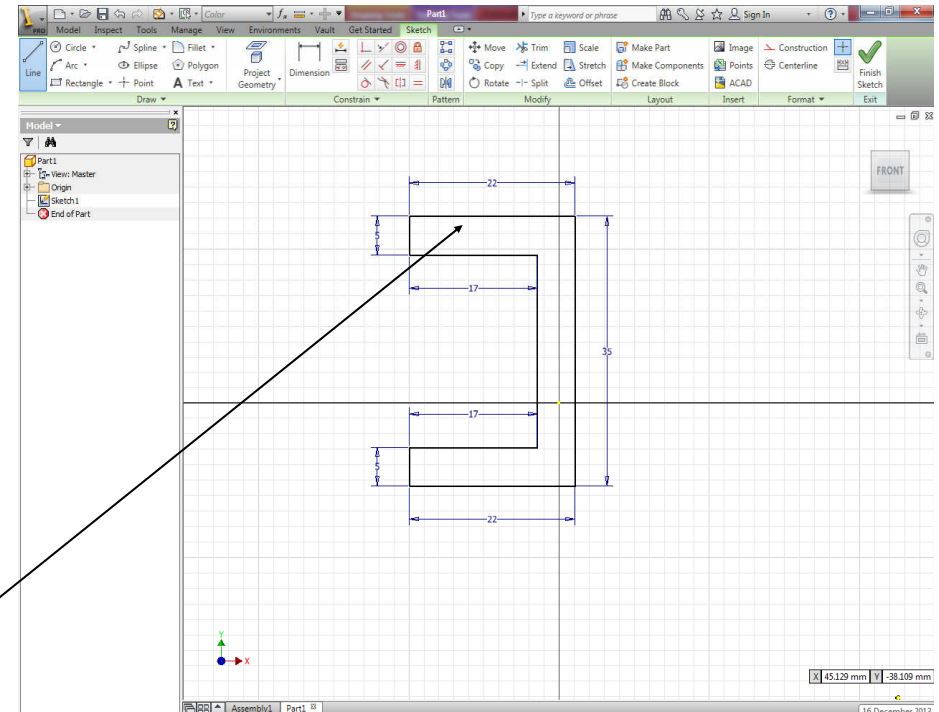 Color
fx
Part1
Type a keyword or phrase
Sign In
PRO Model Inspect Tools Manage View Environments Vault Get Started Sketch
Line
Circle Spline Fillet
Arc Ellipse Polygon
Rectangle Point A Text
Project Geometry
Dimension
Move Trim Scale
Copy Extend Stretch
Rotate Split Offset
Make Part
Make Components
Create Block
Image
Points
ACAD
Construction
Centerline
Finish Sketch
Draw Constrain Pattern Modify Layout Insert Format Exit
Model
Part1
View: Master
Origin
Sketch1
End of Part
FRONT
22
5
17
35
17
5
22
Y
X
X 45.129 mm Y -38.109 mm
Assembly1 Part1
16 December 2013